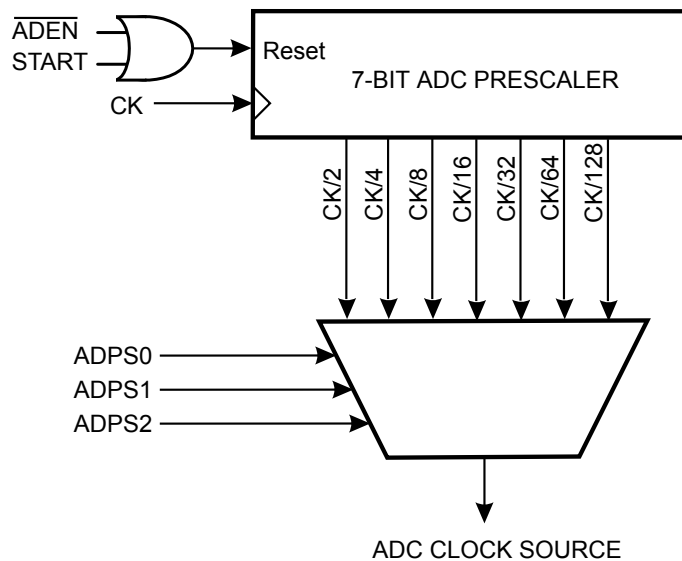 ADEN
START
Reset
7-BIT ADC PRESCALER
CK
CK/2
CK/4
CK/8
CK/16
CK/32
CK/64
CK/128
ADPS0
ADPS1
ADPS2
ADC CLOCK SOURCE